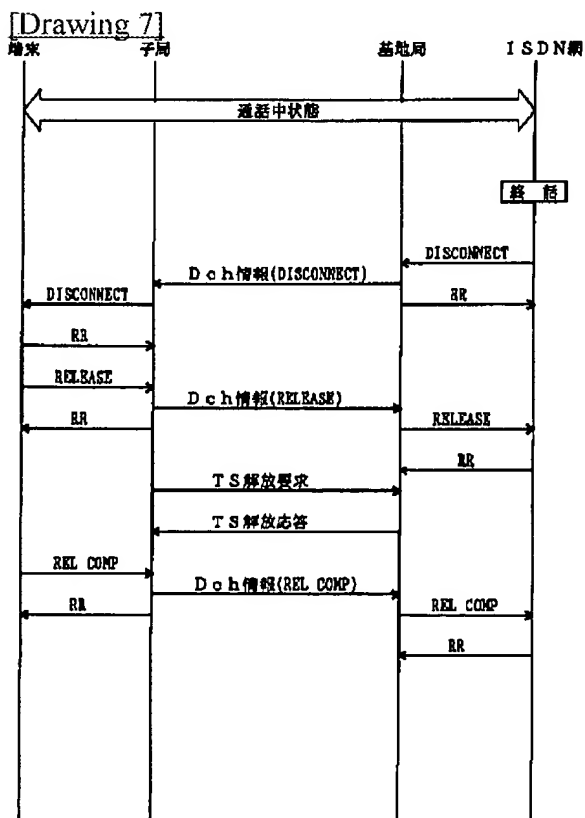 [Drawing 7]
端末 子局 基地局 ISDN網
通話中状態
終 話
DISCONNECT
Dch情報(DISCONNECT)
DISCONNECT RR
RR
RELEASE
Dch情報(RELEASE)
RR RELEASE
RR
TS解放要求
TS解放応答
REL COMP
Dch情報(REL COMP)
RR REL COMP
RR